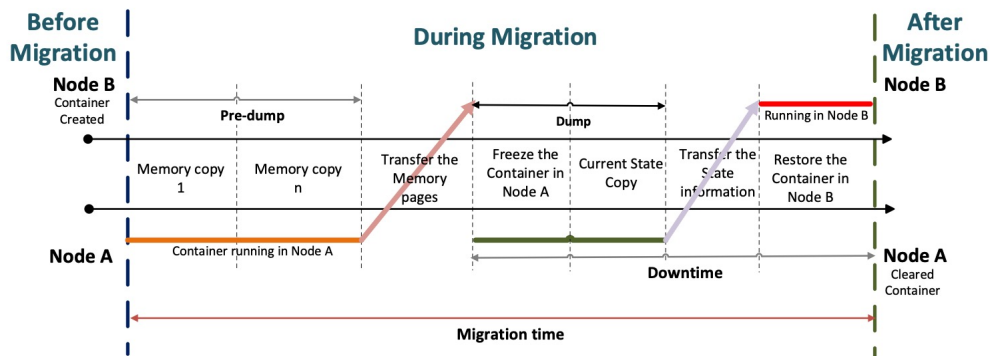 Before
Migration
During Migration
After
Migration
Node B
Container
Created
Pre-dump
Dump
Node B
Running in Node B
Memory copy
1
Memory copy
n
Transfer the
Memory
pages
Freeze the
Container in
Node A
Current State
Copy
Transfer the
State
information
Restore the
Container in
Node B
Node A
Container running in Node A
Downtime
Node A
Cleared
Container
Migration time